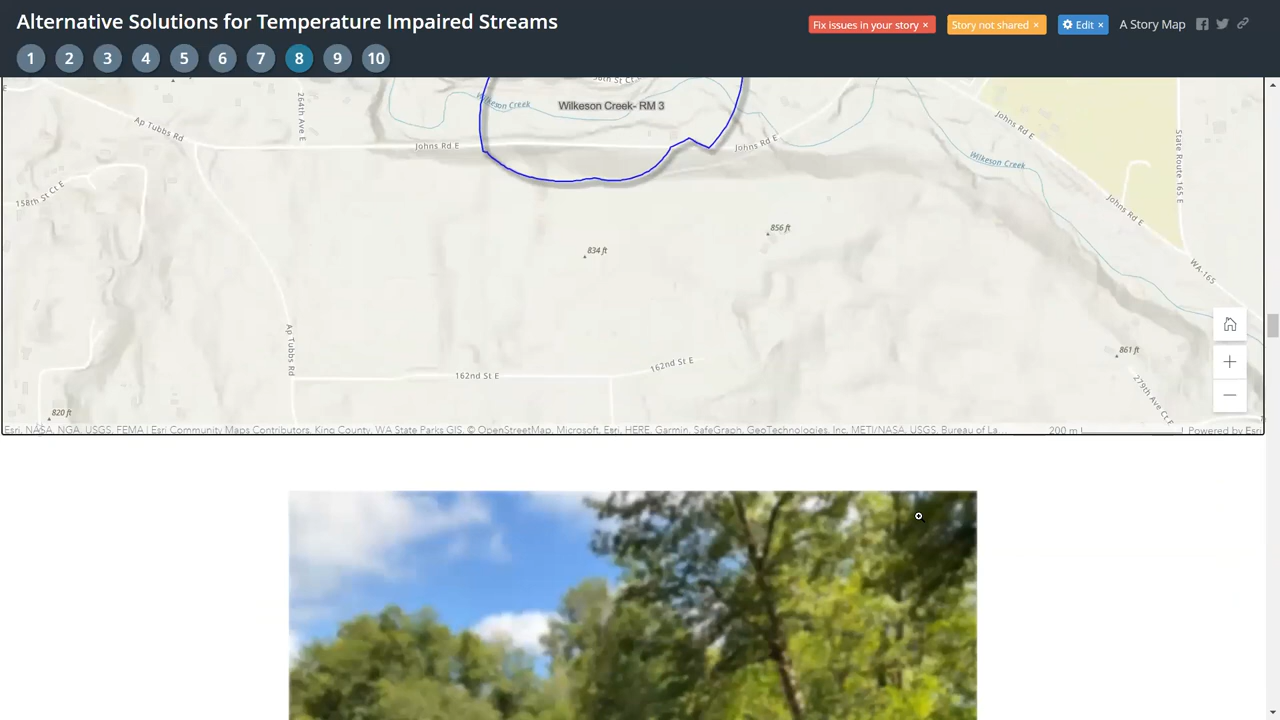 Alternative Solutions for Temperature Impaired Streams
Fix issues in your story ×
Story not shared ×
Edit ×
A Story Map
1 2 3 4 5 6 7 8 9 10
Wilkeson Creek
Wilkeson Creek- RM 3
264th Ave E
Ap Tubbs Rd
Johns Rd E
Johns Rd E
Johns Rd E
Wilkeson Creek
State Route 165 E
158th St Ct E
Johns Rd E
856 ft
834 ft
WA-165
Ap Tubbs Rd
861 ft
162nd St E
162nd St E
279th Ave Ct E
820 ft
Esri, NASA, NGA, USGS, FEMA | Esri Community Maps Contributors, King County, WA State Parks GIS, © OpenStreetMap, Microsoft, Esri, HERE, Garmin, SafeGraph, GeoTechnologies, Inc, METI/NASA, USGS, Bureau of La...
200 m
Powered by Esri